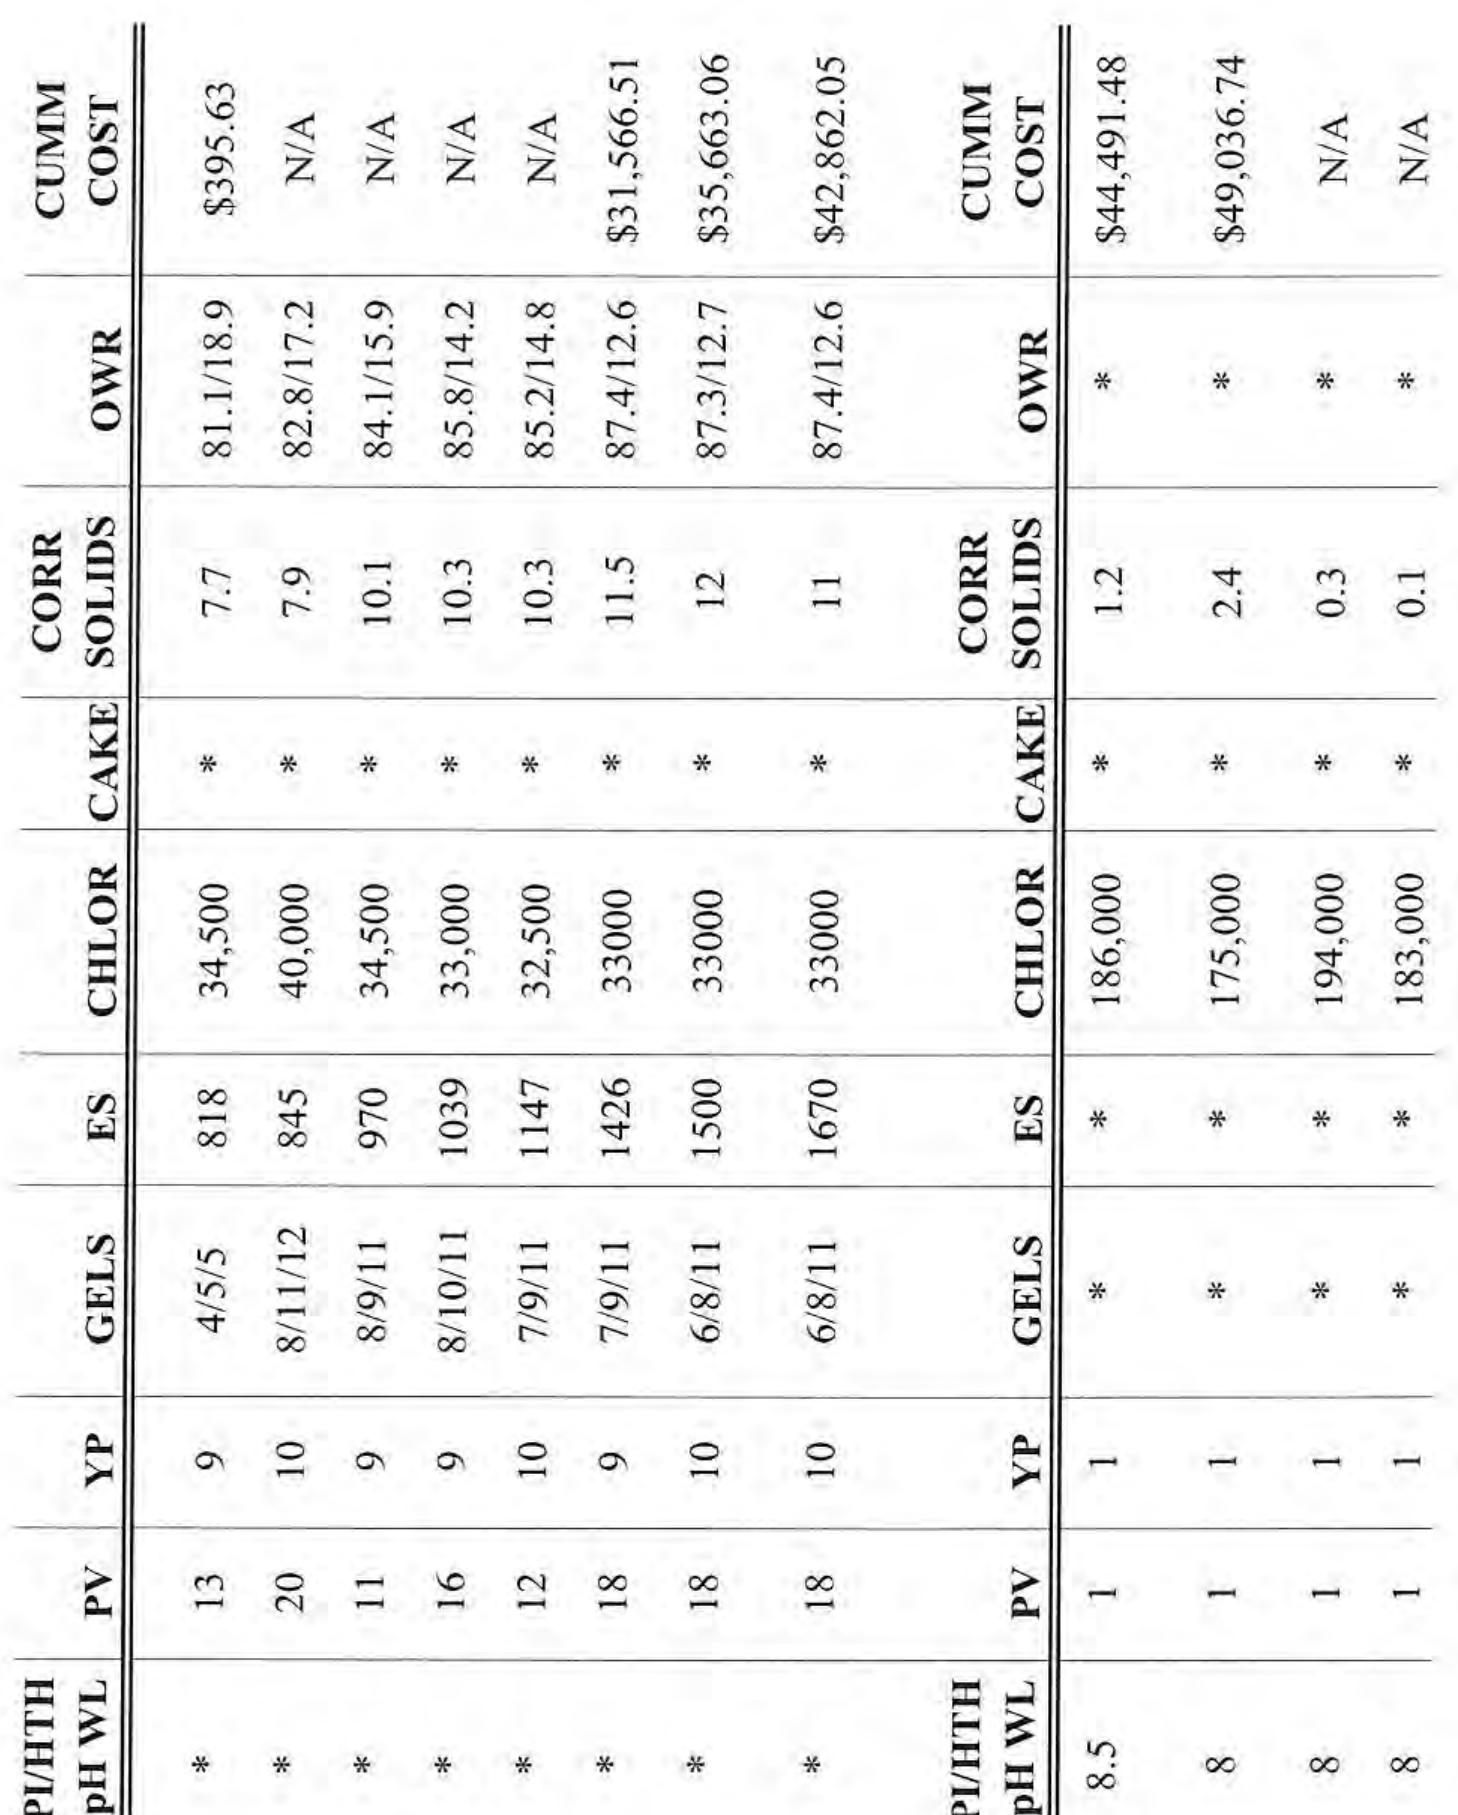 PI/HTH CORR CUMM
pH WL PV YP GELS ES CHLOR CAKE SOLIDS OWR COST
* 13 9 4/5/5 818 34,500 * 7.7 81.1/18.9 $395.63
* 20 10 8/11/12 845 40,000 * 7.9 82.8/17.2 N/A
* 11 9 8/9/11 970 34,500 * 10.1 84.1/15.9 N/A
* 16 9 8/10/11 1039 33,000 * 10.3 85.8/14.2 N/A
* 12 10 7/9/11 1147 32,500 * 10.3 85.2/14.8 N/A
* 18 9 7/9/11 1426 33000 * 11.5 87.4/12.6 $31,566.51
* 18 10 6/8/11 1500 33000 * 12 87.3/12.7 $35,663.06
* 18 10 6/8/11 1670 33000 * 11 87.4/12.6 $42,862.05
PI/HTH CORR CUMM
pH WL PV YP GELS ES CHLOR CAKE SOLIDS OWR COST
8.5 1 1 * * 186,000 * 1.2 * $44,491.48
8 1 1 * * 175,000 * 2.4 * $49,036.74
8 1 1 * * 194,000 * 0.3 * N/A
8 1 1 * * 183,000 * 0.1 * N/A